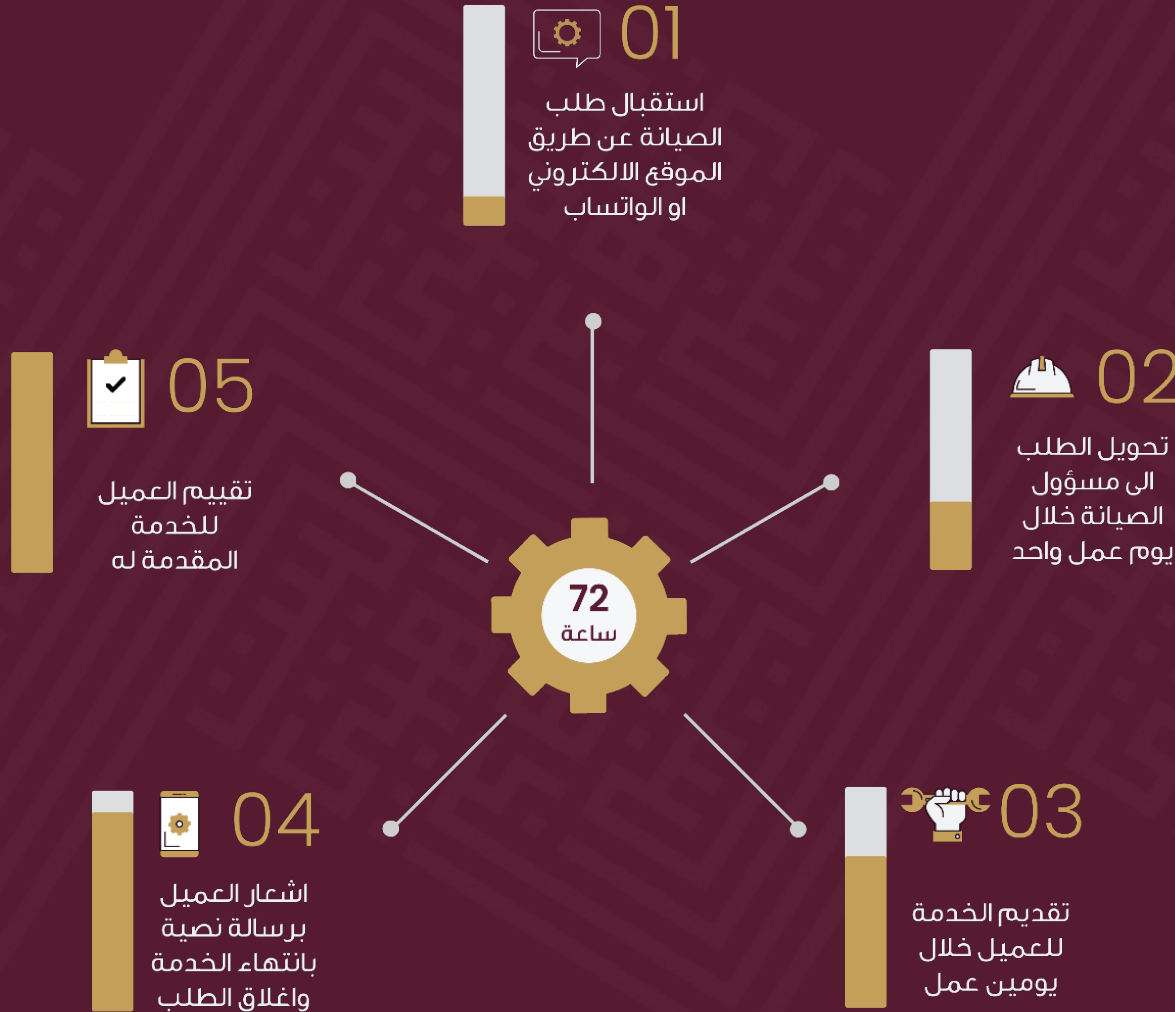 01
استقبال طلب
الصيانة عن طريق
الموقع الالكتروني
او الواتساب
02
تحويل الطلب
الى مسؤول
الصيانة خلال
يوم عمل واحد
03
تقديم الخدمة
للعميل خلال
يومين عمل
04
اشعار العميل
برسالة نصية
بانتهاء الخدمة
واغلاق الطلب
05
تقييم العميل
للخدمة
المقدمة له
72
ساعة